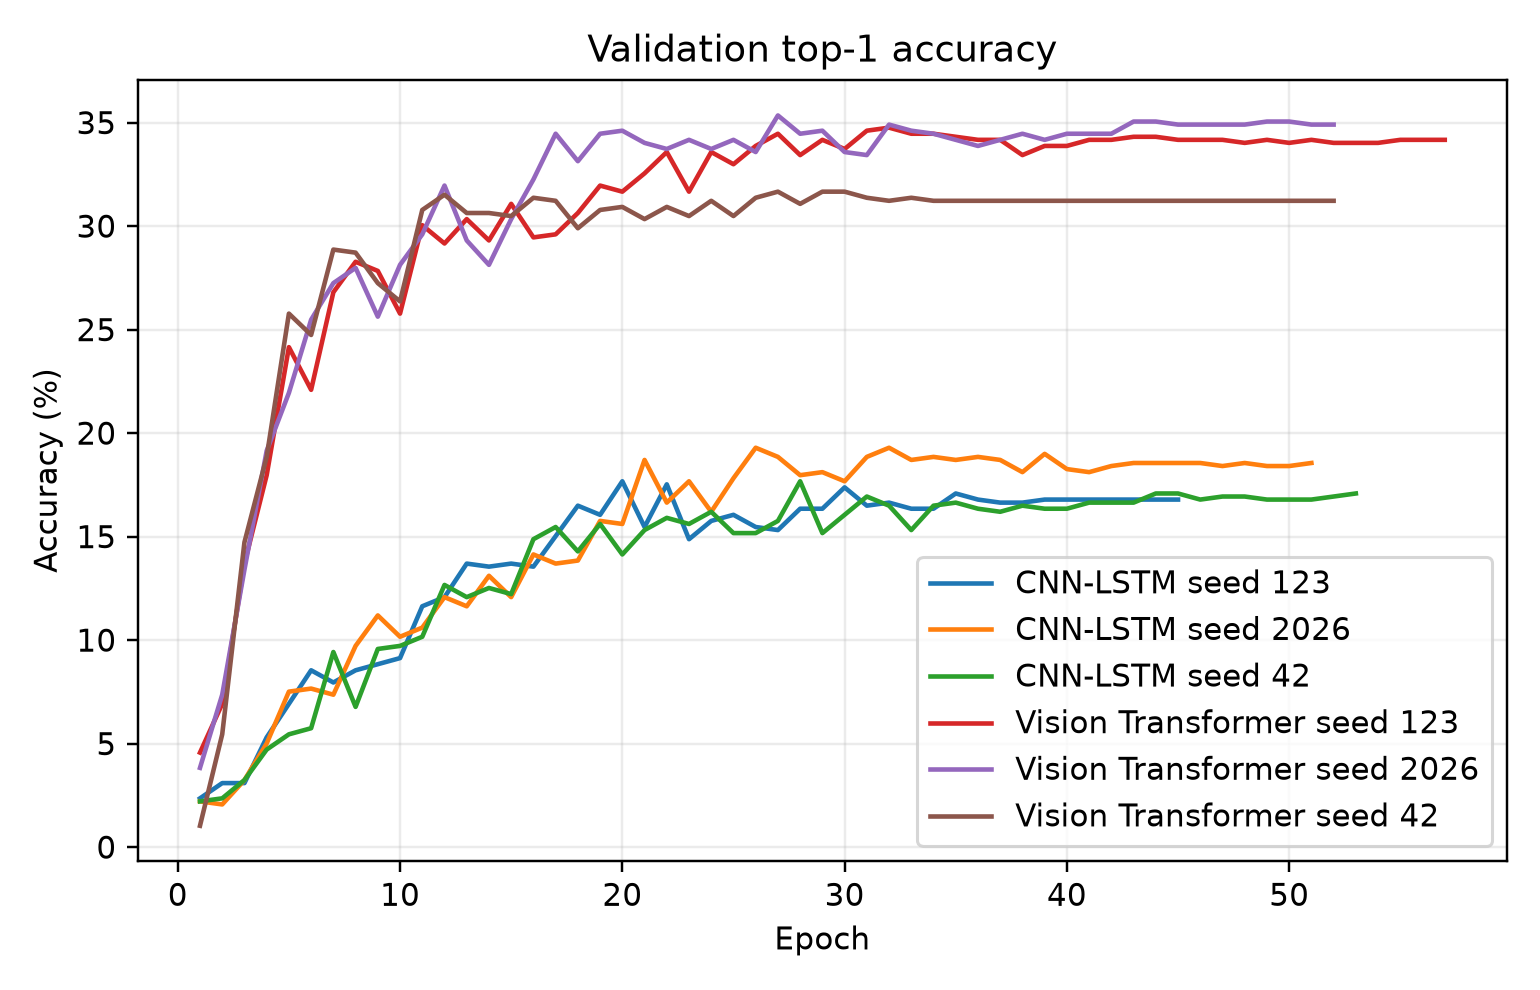 Validation top-1 accuracy
Accuracy (%)
35
30
25
20
15
10
5
0
CNN-LSTM seed 123
CNN-LSTM seed 2026
CNN-LSTM seed 42
Vision Transformer seed 123
Vision Transformer seed 2026
Vision Transformer seed 42
0 10 20 30 40 50
Epoch